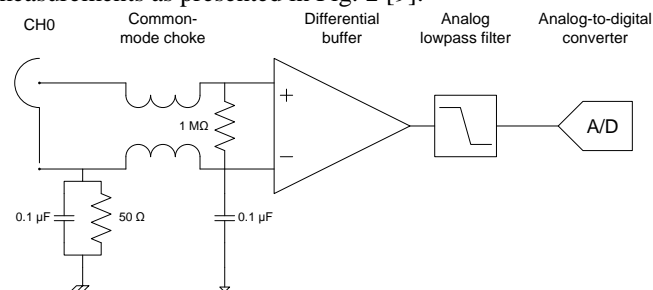 measurements as presented in Fig. 2 [9].
CH0 Common- Differential Analog Analog-to-digital
mode choke buffer lowpass filter converter
+
1 MΩ
A/D
−
0.1 µF 50 Ω 0.1 µF